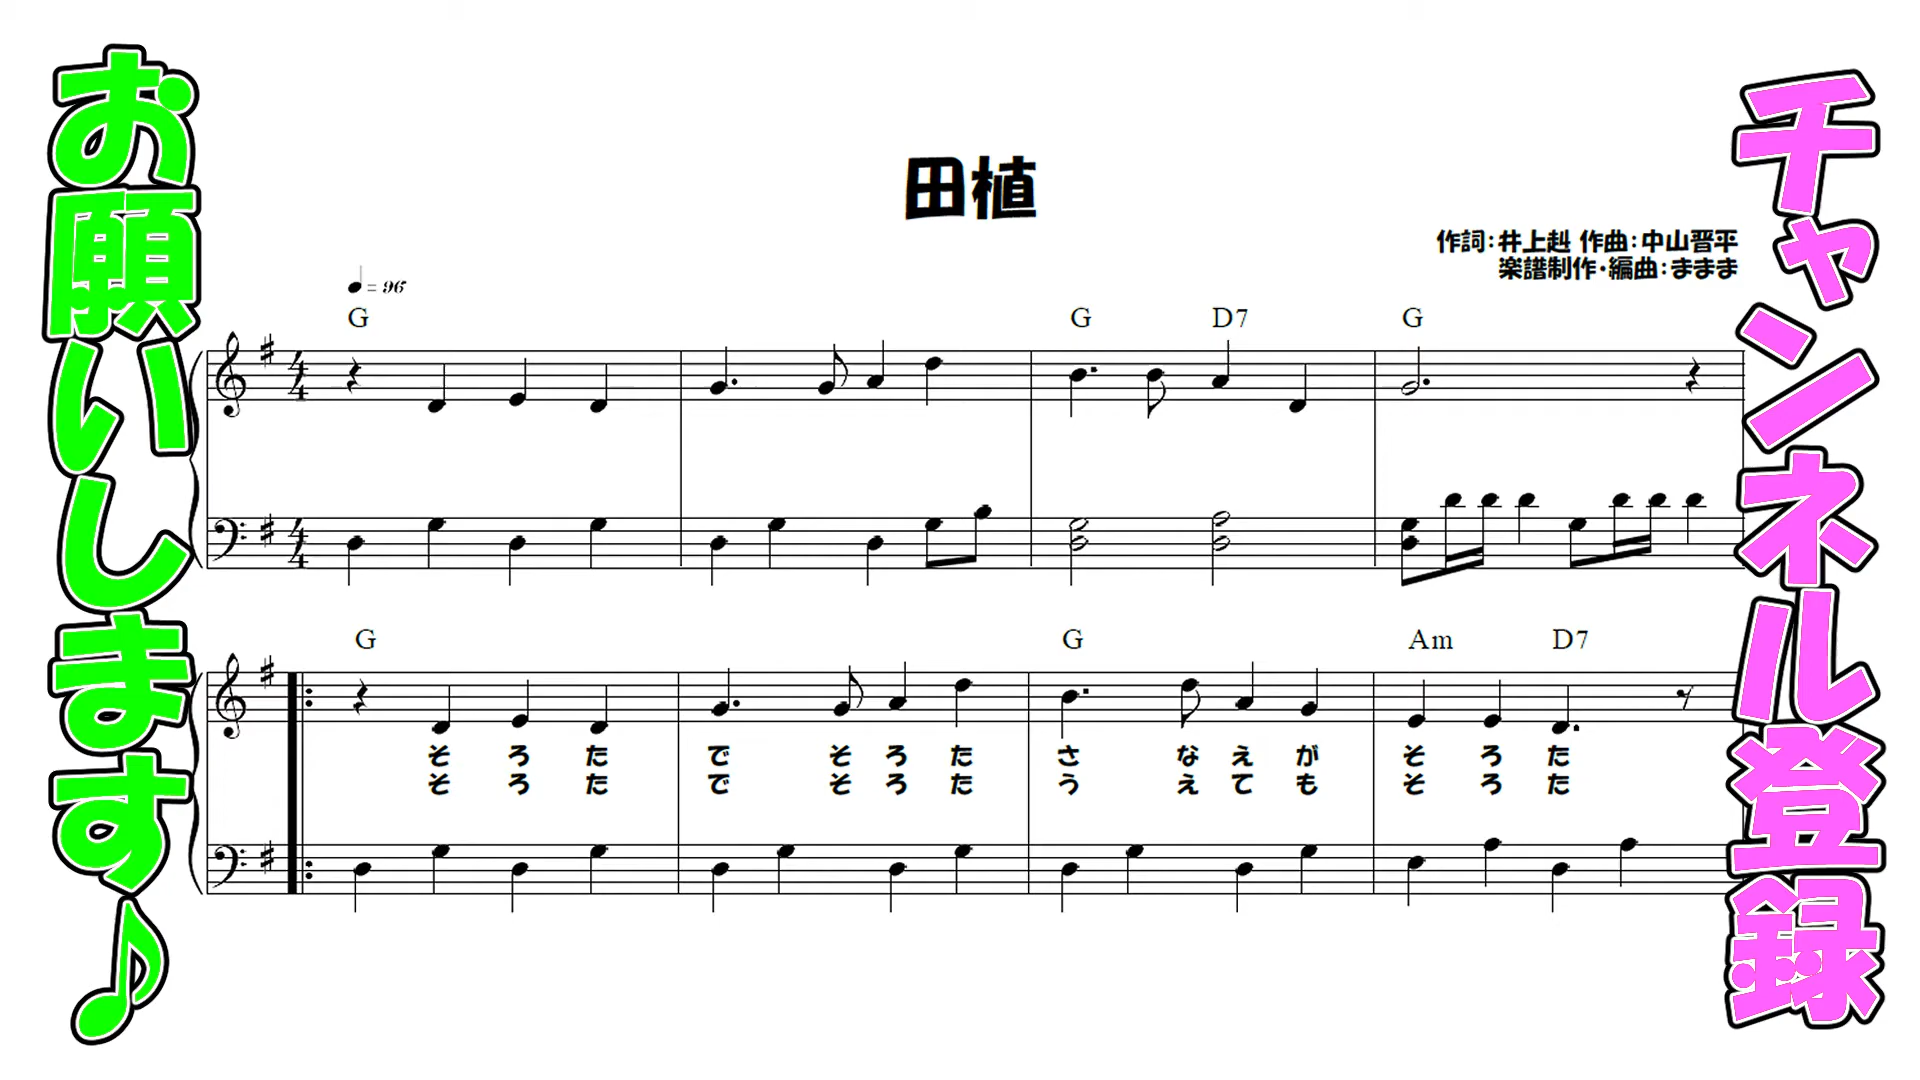 チャンネル登録
お願いします♪
田植
作詞:井上赳 作曲:中山晋平
楽譜制作・編曲:ままま
♩= 96
G G D7 G
G G Am D7
そ ろ た で そ ろ た さ な え が そ ろ た
そ ろ た で そ ろ た う え て も そ ろ た